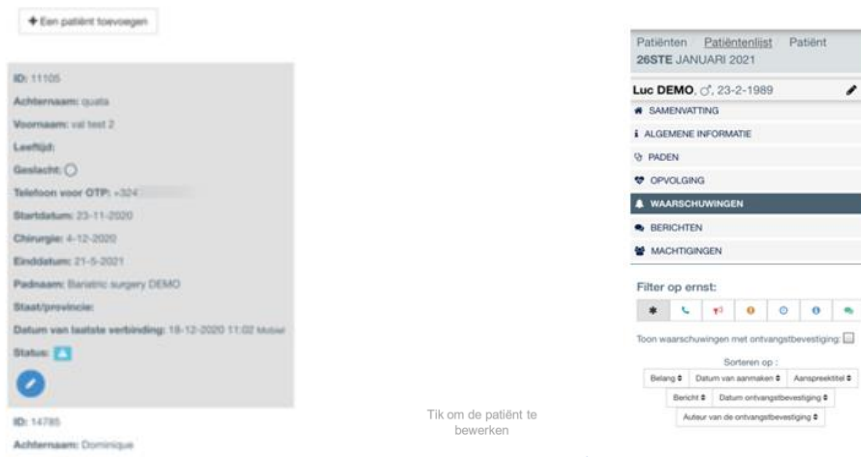 + Een patiënt toevoegen
ID: 11105
Achternaam: quata
Voornaam: val test 2
Leeftijd:
Geslacht:
Telefoon voor OTP: +324
Startdatum: 23-11-2020
Chirurgie: 4-12-2020
Einddatum: 21-5-2021
Padnaam: Bariatric surgery DEMO
Staat/provincie:
Datum van laatste verbinding: 18-12-2020 11:02 Mobiel
Status:
ID: 14785
Achternaam: Dominique
Tik om de patiënt te
bewerken
Patiënten / Patiëntenlijst / Patiënt
26STE JANUARI 2021
Luc DEMO, ♂, 23-2-1989
SAMENVATTING
ALGEMENE INFORMATIE
PADEN
OPVOLGING
WAARSCHUWINGEN
BERICHTEN
MACHTIGINGEN
Filter op ernst:
Toon waarschuwingen met ontvangstbevestiging:
Sorteren op :
Belang Datum van aanmaken Aanspreektitel
Bericht Datum ontvangstbevestiging
Auteur van de ontvangstbevestiging